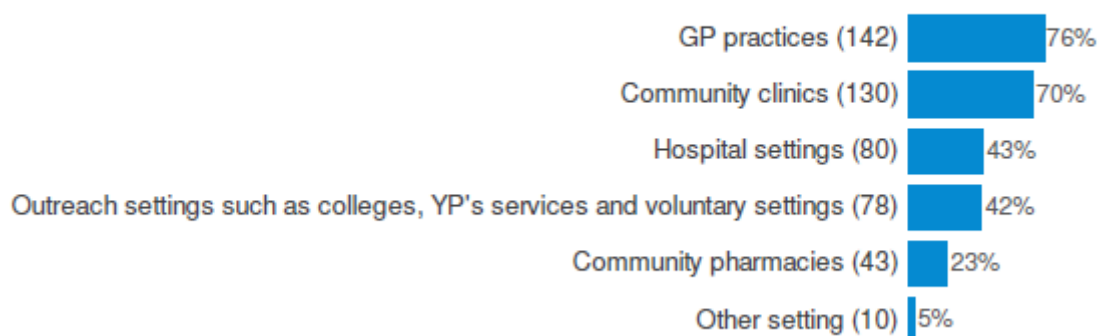 GP practices (142) 76%
Community clinics (130) 70%
Hospital settings (80) 43%
Outreach settings such as colleges, YP's services and voluntary settings (78) 42%
Community pharmacies (43) 23%
Other setting (10) 5%